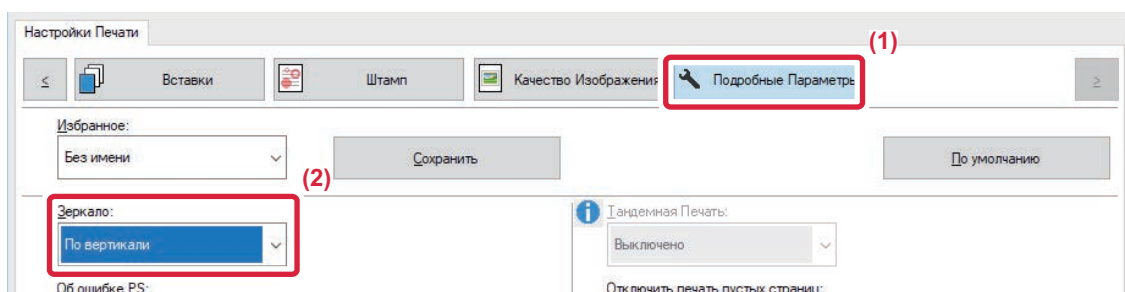 Настройки Печати
(1)
< Вставки Штамп Качество Изображения Подробные Параметры >
Избранное:
Без имени Сохранить По умолчанию
(2)
Зеркало: Тандемная Печать:
По вертикали Выключено
Об ошибке PS: Отключить печать пустых страниц: